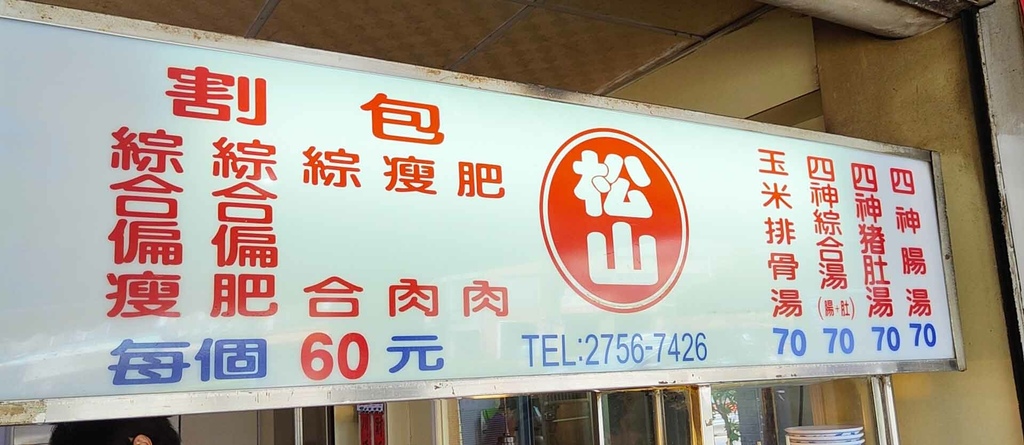 割包
肥肉
瘦肉
綜合
綜合偏肥
綜合偏瘦
每個60元
松山
TEL:2756-7426
四神腸湯 70
四神豬肚湯 70
四神綜合湯(腸+肚) 70
玉米排骨湯 70